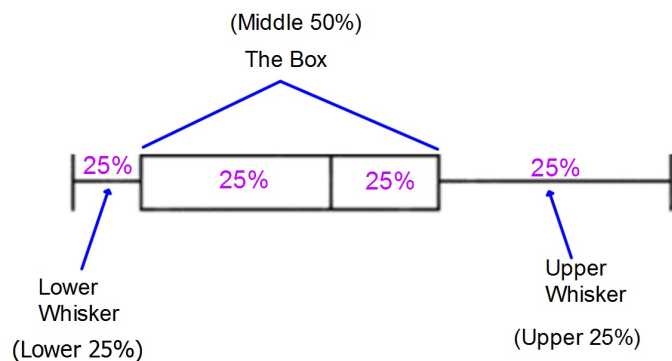 (Middle 50%)
The Box
25%
25%
25%
25%
Lower
Whisker
(Lower 25%)
Upper
Whisker
(Upper 25%)